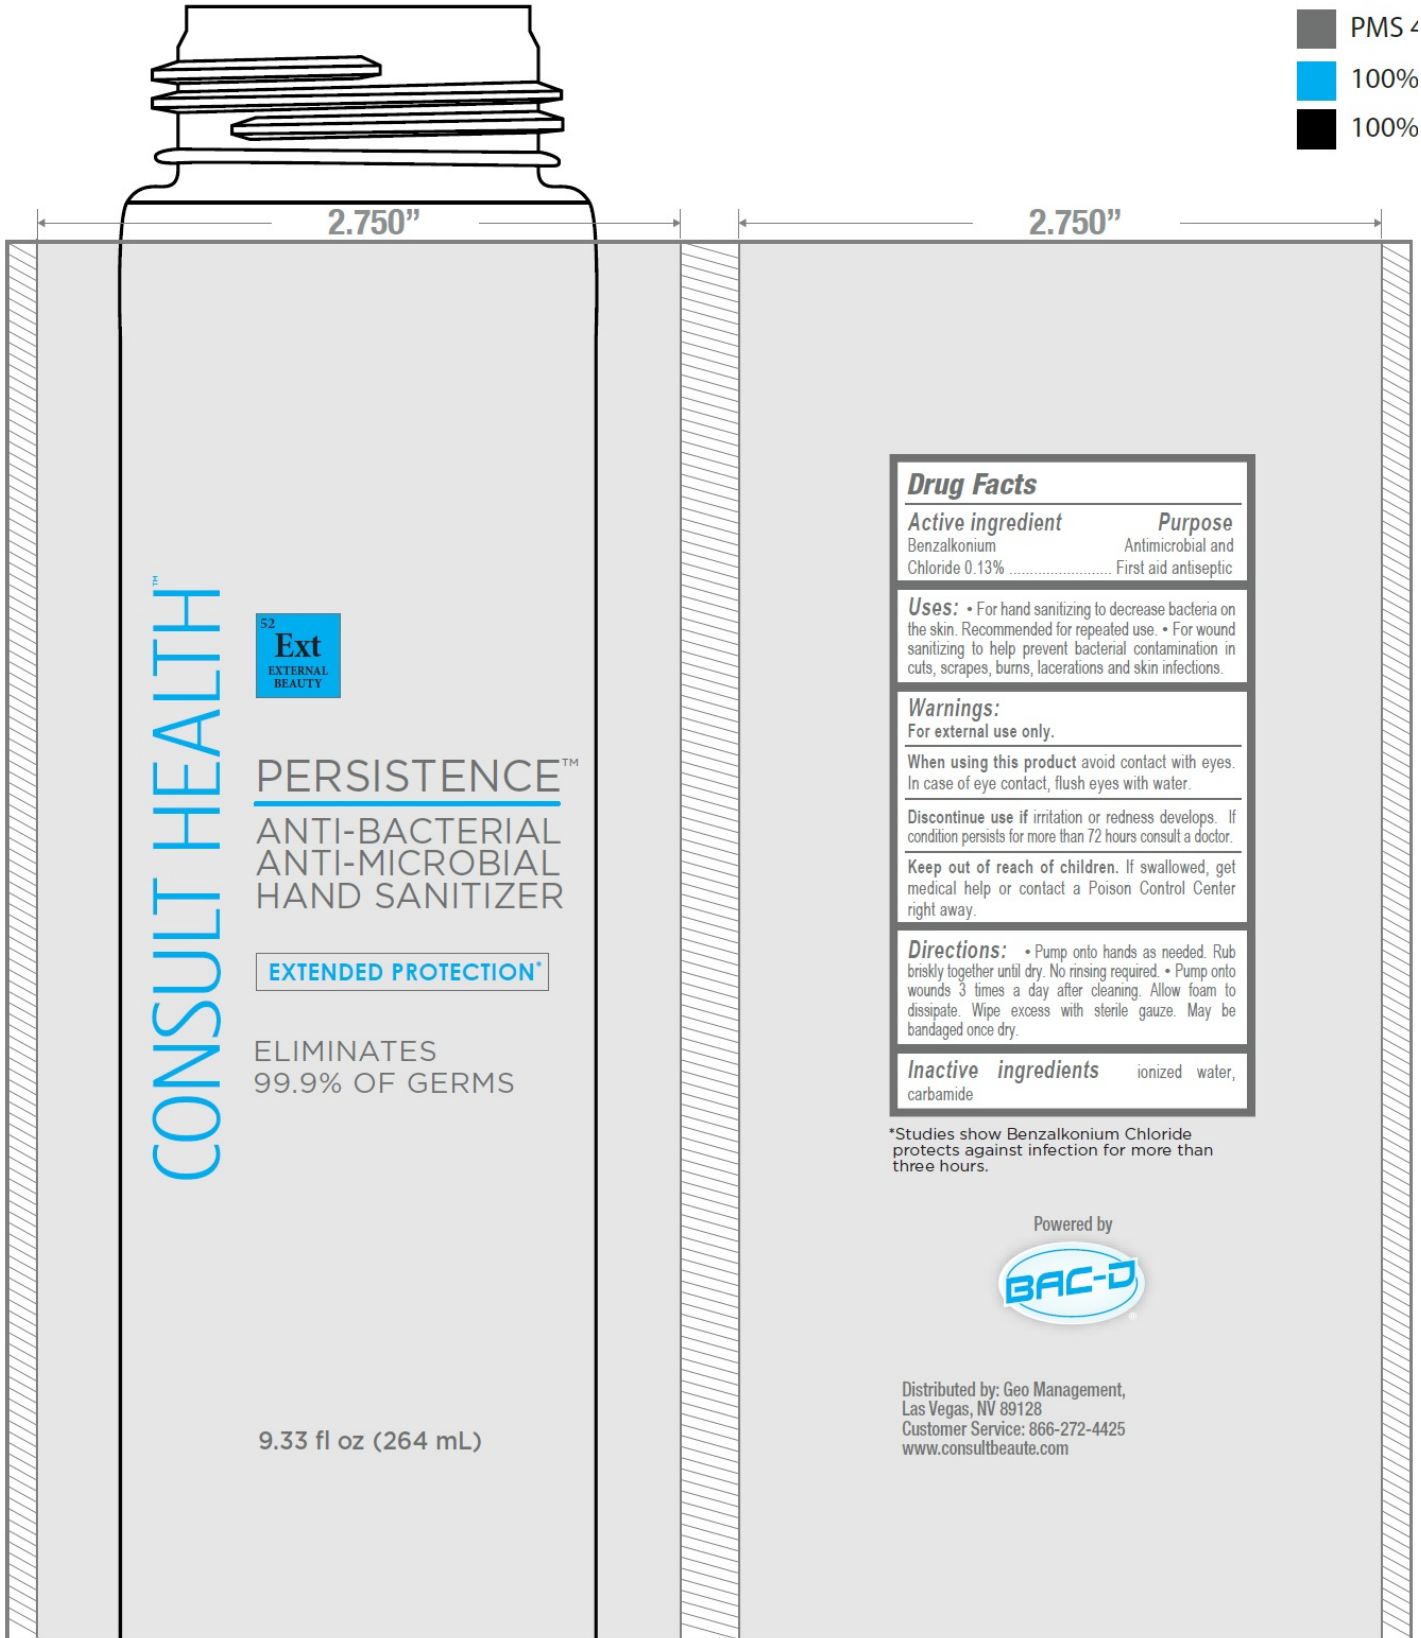 PMS 4
100%
100%
2.750”
2.750”
CONSULT HEALTH™
52
Ext
EXTERNAL
BEAUTY
PERSISTENCE™
ANTI-BACTERIAL
ANTI-MICROBIAL
HAND SANITIZER
EXTENDED PROTECTION*
ELIMINATES
99.9% OF GERMS
9.33 fl oz (264 mL)
Drug Facts
Active ingredient Purpose
Benzalkonium Antimicrobial and
Chloride 0.13% ......................... First aid antiseptic
Uses: • For hand sanitizing to decrease bacteria on
the skin. Recommended for repeated use. • For wound
sanitizing to help prevent bacterial contamination in
cuts, scrapes, burns, lacerations and skin infections.
Warnings:
For external use only.
When using this product avoid contact with eyes.
In case of eye contact, flush eyes with water.
Discontinue use if irritation or redness develops. If
condition persists for more than 72 hours consult a doctor.
Keep out of reach of children. If swallowed, get
medical help or contact a Poison Control Center
right away.
Directions: • Pump onto hands as needed. Rub
briskly together until dry. No rinsing required. • Pump onto
wounds 3 times a day after cleaning. Allow foam to
dissipate. Wipe excess with sterile gauze. May be
bandaged once dry.
Inactive ingredients ionized water,
carbamide
*Studies show Benzalkonium Chloride
protects against infection for more than
three hours.
Powered by
BAC-D
Distributed by: Geo Management,
Las Vegas, NV 89128
Customer Service: 866-272-4425
www.consultbeaute.com